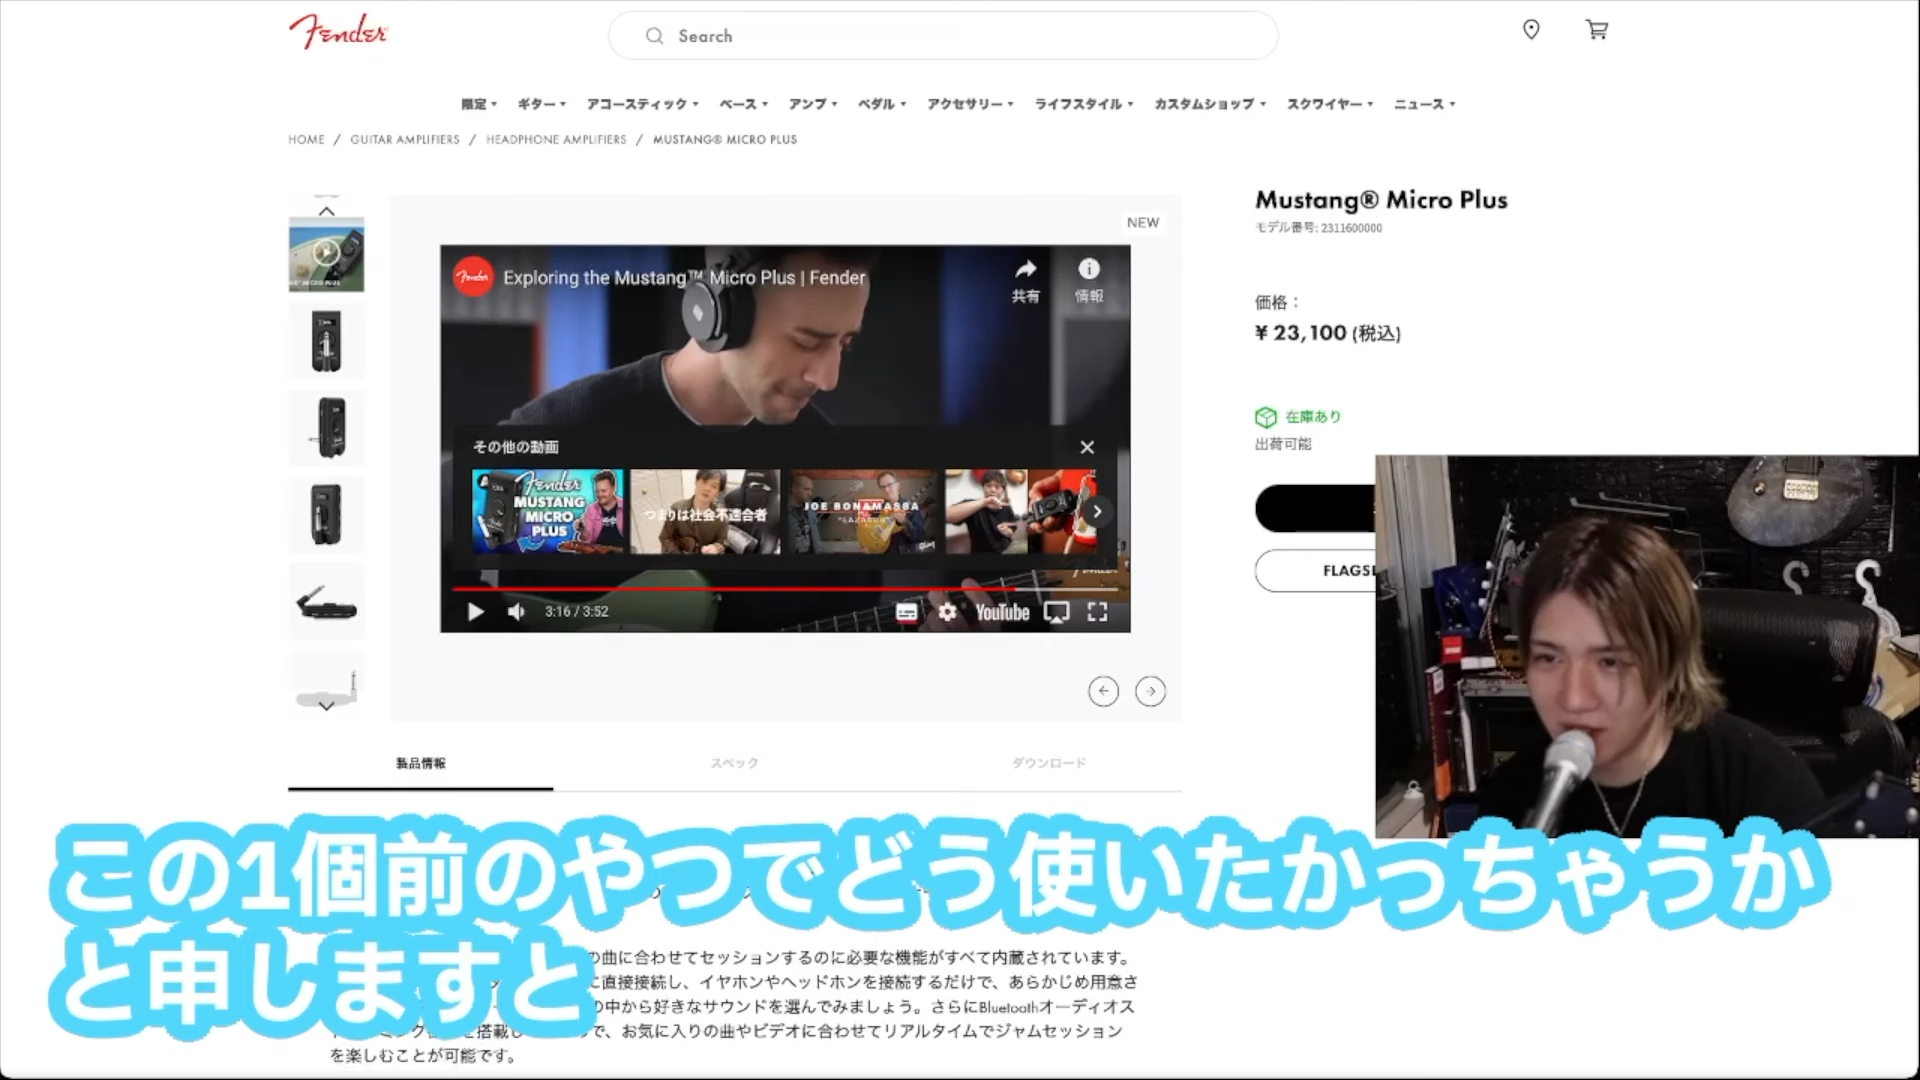 Fender
Search
限定
ギター
アコースティック
ベース
アンプ
ペダル
アクセサリー
ライフスタイル
カスタムショップ
スクワイヤー
ニュース
HOME / GUITAR AMPLIFIERS / HEADPHONE AMPLIFIERS / MUSTANG® MICRO PLUS
NEW
Fender
Exploring the Mustang™ Micro Plus | Fender
共有
情報
その他の動画
Fender
MUSTANG
MICRO
PLUS
つまりは社会不適合者
JOE BONAMASSA
3:16 / 3:52
YouTube
Mustang® Micro Plus
モデル番号: 2311600000
価格：
¥ 23,100 (税込)
在庫あり
出荷可能
FLAGS
製品情報
スペック
ダウンロード
この1個前のやつでどう使いたかっちゃうか
と申しますと
の曲に合わせてセッションするのに必要な機能がすべて内蔵されています。
に直接接続し、イヤホンやヘッドホンを接続するだけで、あらかじめ用意さ
の中から好きなサウンドを選んでみましょう。さらにBluetoothオーディオス
を搭載し で、お気に入りの曲やビデオに合わせてリアルタイムでジャムセッション
を楽しむことが可能です。